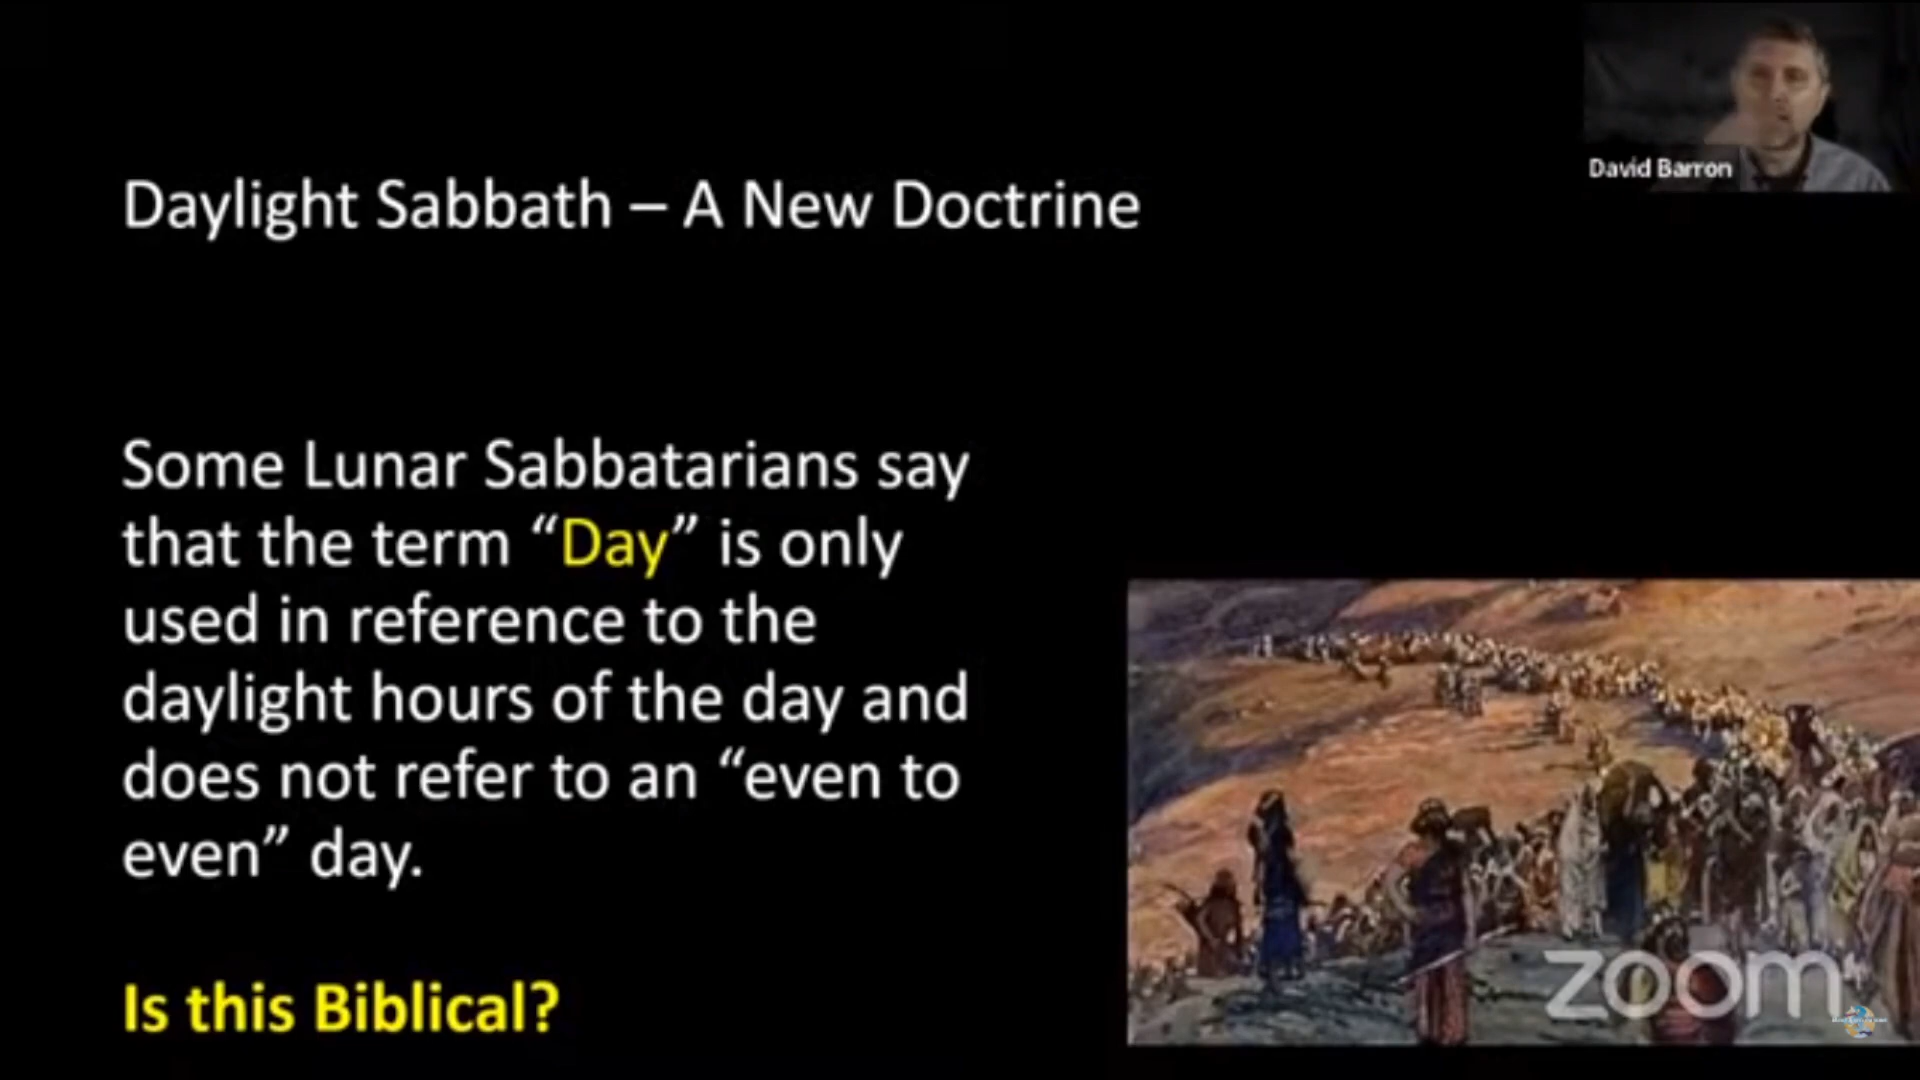 David Barron
Daylight Sabbath – A New Doctrine
Some Lunar Sabbatarians say
that the term “Day” is only
used in reference to the
daylight hours of the day and
does not refer to an “even to
even” day.
Is this Biblical?
zoom